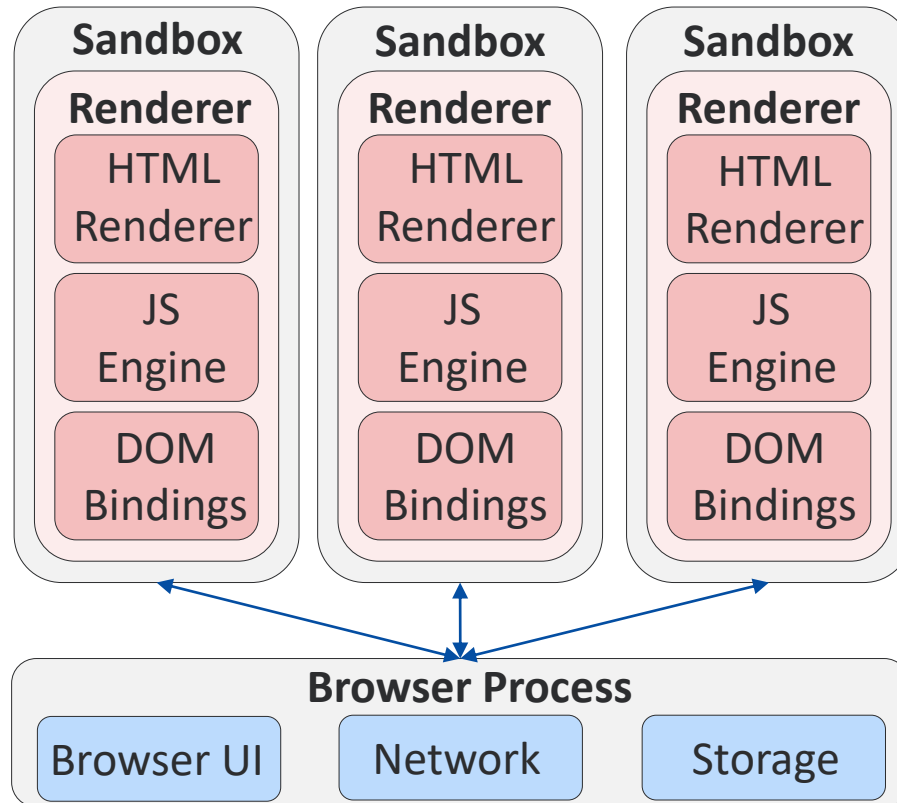 Sandbox
Renderer
HTML
Renderer
JS
Engine
DOM
Bindings
Sandbox
Renderer
HTML
Renderer
JS
Engine
DOM
Bindings
Sandbox
Renderer
HTML
Renderer
JS
Engine
DOM
Bindings
Browser Process
Browser UI
Network
Storage